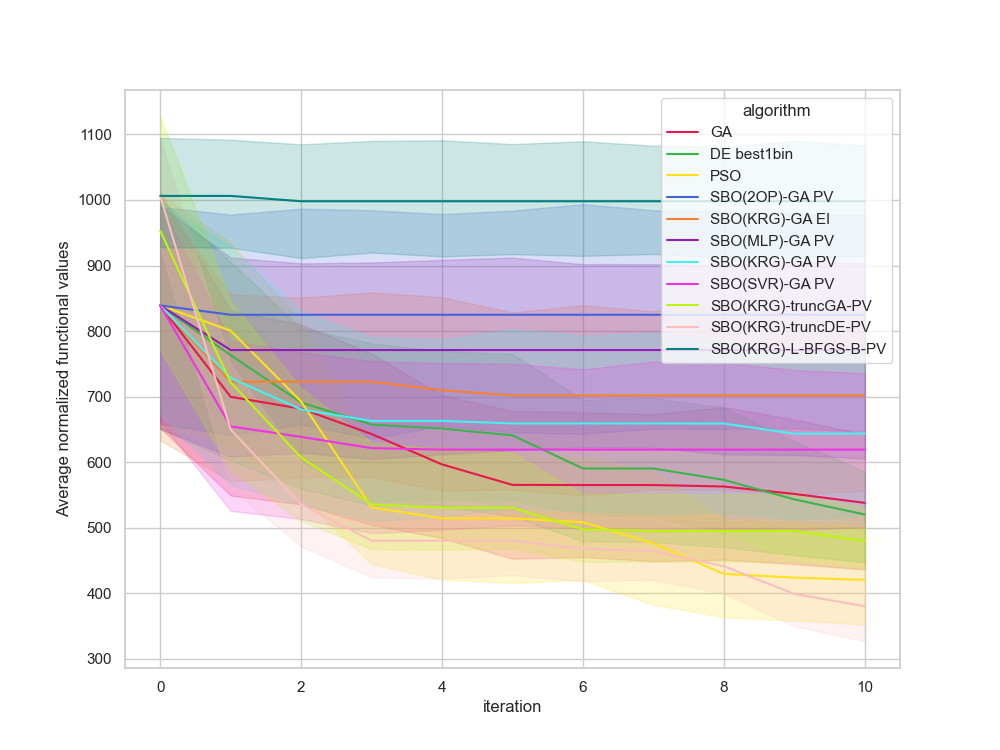 algorithm
GA
DE best1bin
PSO
SBO(2OP)-GA PV
SBO(KRG)-GA EI
SBO(MLP)-GA PV
SBO(KRG)-GA PV
SBO(SVR)-GA PV
SBO(KRG)-truncGA-PV
SBO(KRG)-truncDE-PV
SBO(KRG)-L-BFGS-B-PV
Average normalized functional values
1100
1000
900
800
700
600
500
400
300
0 2 4 6 8 10
iteration